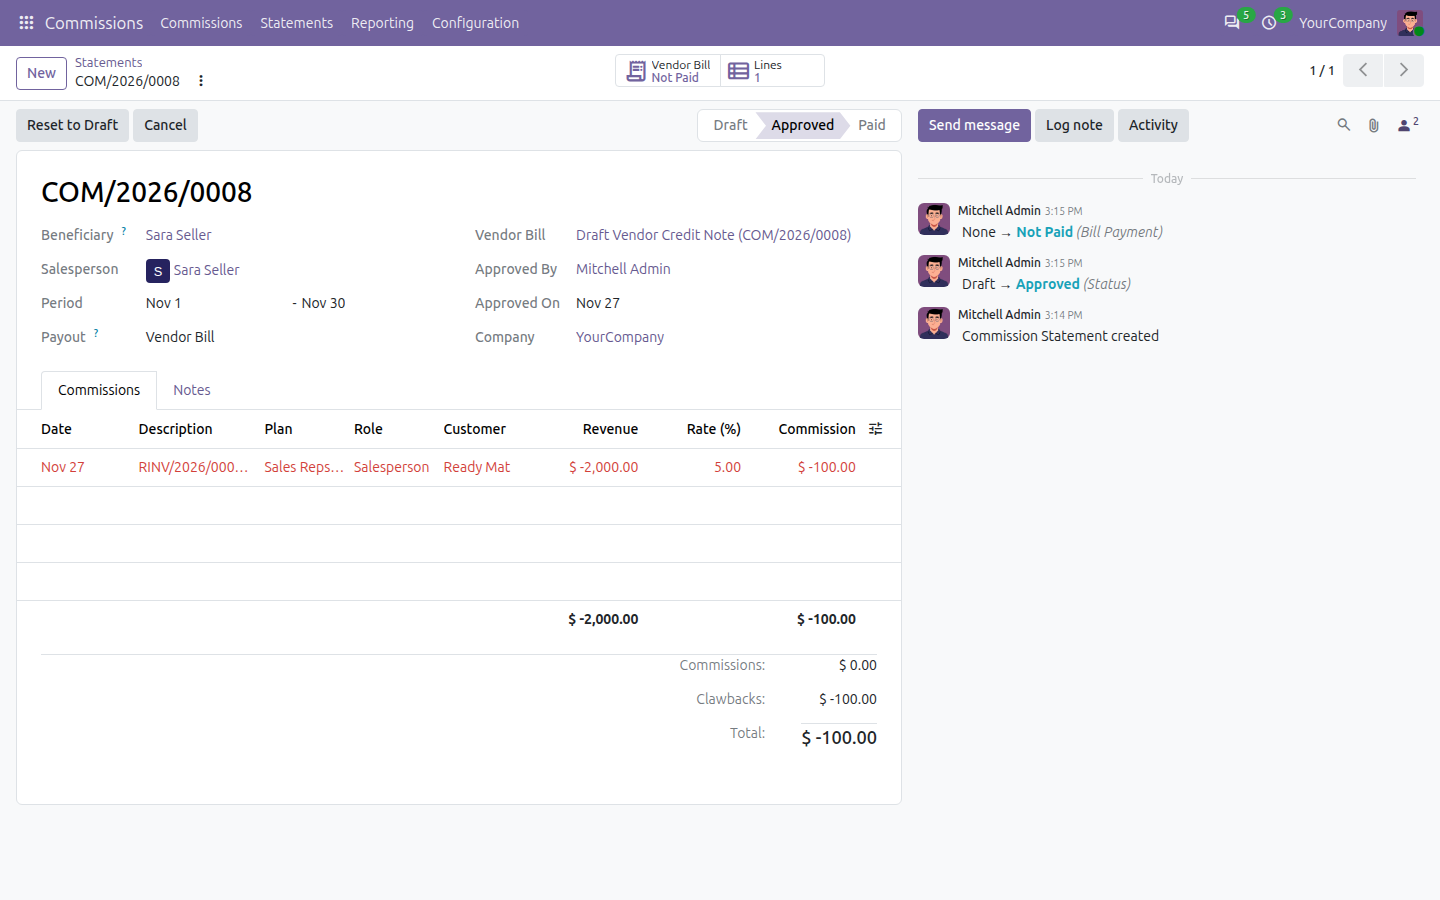 Commissions Commissions Statements Reporting Configuration 5 3 YourCompany
New Statements
COM/2026/0008
Vendor Bill Not Paid
Lines 1
1 / 1
Reset to Draft Cancel Draft Approved Paid
Send message Log note Activity 2
COM/2026/0008
Beneficiary ? Sara Seller
Salesperson S Sara Seller
Period Nov 1 - Nov 30
Payout ? Vendor Bill
Vendor Bill Draft Vendor Credit Note (COM/2026/0008)
Approved By Mitchell Admin
Approved On Nov 27
Company YourCompany
Commissions Notes
Date Description Plan Role Customer Revenue Rate (%) Commission
Nov 27 RINV/2026/000… Sales Reps… Salesperson Ready Mat $ -2,000.00 5.00 $ -100.00
$ -2,000.00 $ -100.00
Commissions: $ 0.00
Clawbacks: $ -100.00
Total: $ -100.00
Today
Mitchell Admin 3:15 PM
None → Not Paid (Bill Payment)
Mitchell Admin 3:15 PM
Draft → Approved (Status)
Mitchell Admin 3:14 PM
Commission Statement created